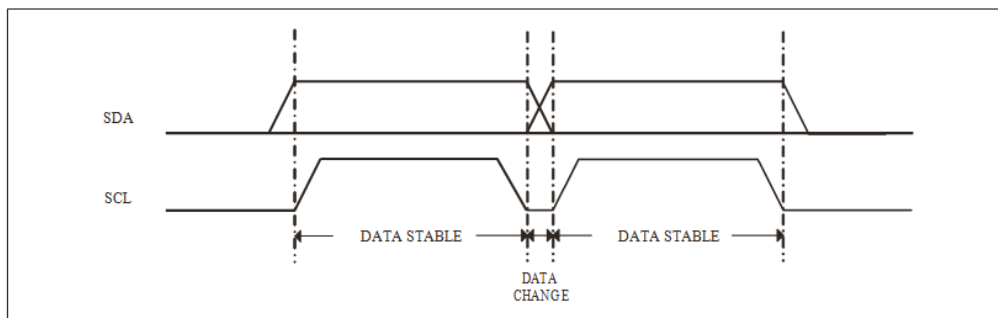 SDA
SCL
DATA STABLE
DATA STABLE
DATA
CHANGE